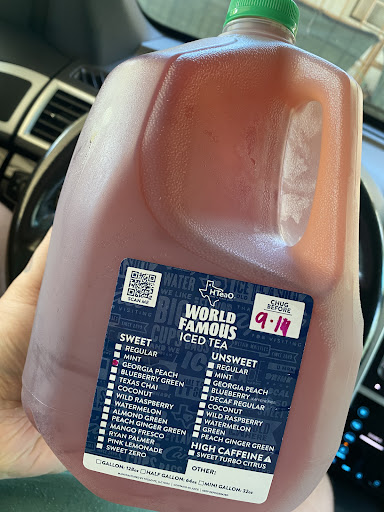 SCAN ME
HTeaO.
WORLD
FAMOUS
ICED TEA
CHUG
BEFORE
9.14
SWEET
REGULAR
MINT
GEORGIA PEACH
BLUEBERRY GREEN
TEXAS CHAI
COCONUT
WILD RASPBERRY
WATERMELON
ALMOND GREEN
PEACH GINGER GREEN
MANGO FRESCO
RYAN PALMER
PINK LEMONADE
SWEET ZERO
UNSWEET
REGULAR
MINT
GEORGIA PEACH
BLUEBERRY
DECAF REGULAR
COCONUT
WILD RASPBERRY
WATERMELON
GREEN
PEACH GINGER GREEN
HIGH CAFFEINE
SWEET TURBO CITRUS
OTHER:
GALLON: 128oz HALF GALLON: 64oz MINI GALLON: 32oz